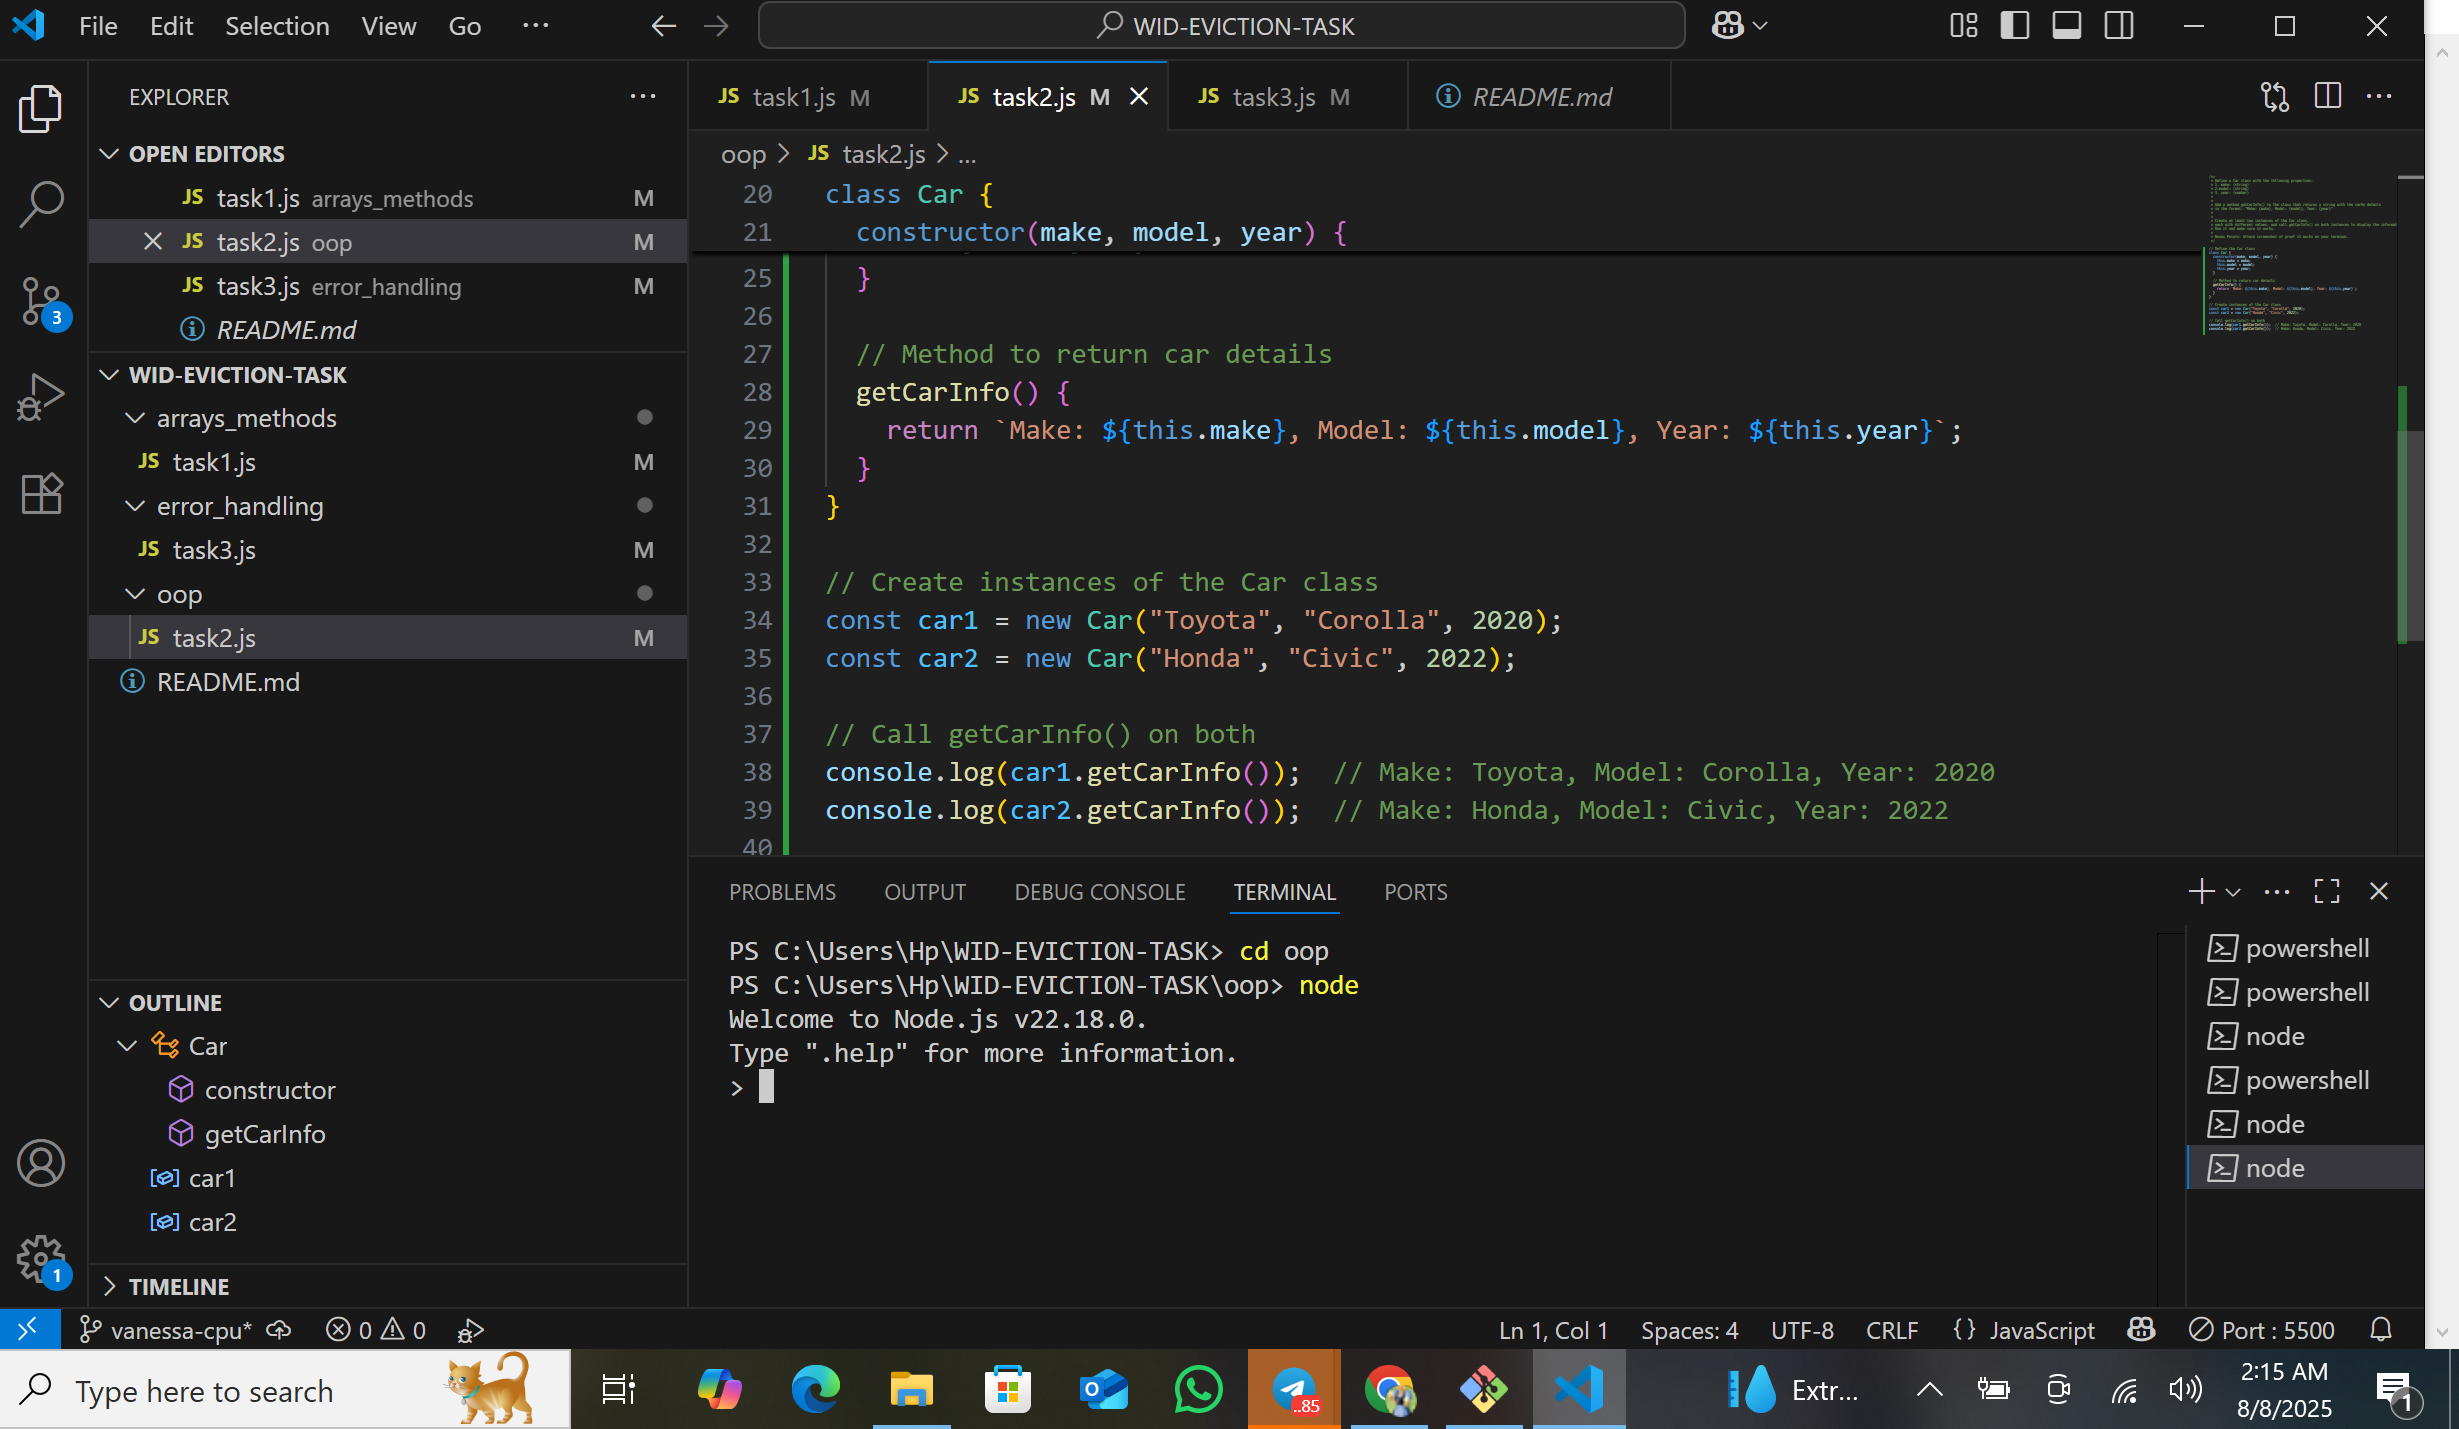 File Edit Selection View Go ...
WID-EVICTION-TASK
EXPLORER
OPEN EDITORS
JS task1.js arrays_methods M
JS task2.js oop M
JS task3.js error_handling M
README.md
WID-EVICTION-TASK
arrays_methods
JS task1.js M
error_handling
JS task3.js M
oop
JS task2.js M
README.md
OUTLINE
Car
constructor
getCarInfo
car1
car2
TIMELINE
3
1
JS task1.js M
JS task2.js M
JS task3.js M
README.md
oop > JS task2.js > ...
20 class Car {
21 constructor(make, model, year) {
25 }
26
27 // Method to return car details
28 getCarInfo() {
29 return `Make: ${this.make}, Model: ${this.model}, Year: ${this.year}`;
30 }
31 }
32
33 // Create instances of the Car class
34 const car1 = new Car("Toyota", "Corolla", 2020);
35 const car2 = new Car("Honda", "Civic", 2022);
36
37 // Call getCarInfo() on both
38 console.log(car1.getCarInfo()); // Make: Toyota, Model: Corolla, Year: 2020
39 console.log(car2.getCarInfo()); // Make: Honda, Model: Civic, Year: 2022
40
PROBLEMS OUTPUT DEBUG CONSOLE TERMINAL PORTS
PS C:\Users\Hp\WID-EVICTION-TASK> cd oop
PS C:\Users\Hp\WID-EVICTION-TASK\oop> node
Welcome to Node.js v22.18.0.
Type ".help" for more information.
>
powershell
powershell
node
powershell
node
node
vanessa-cpu* 0 0
Ln 1, Col 1 Spaces: 4 UTF-8 CRLF {} JavaScript Port : 5500
Type here to search
..85
Extr...
2:15 AM
8/8/2025
1